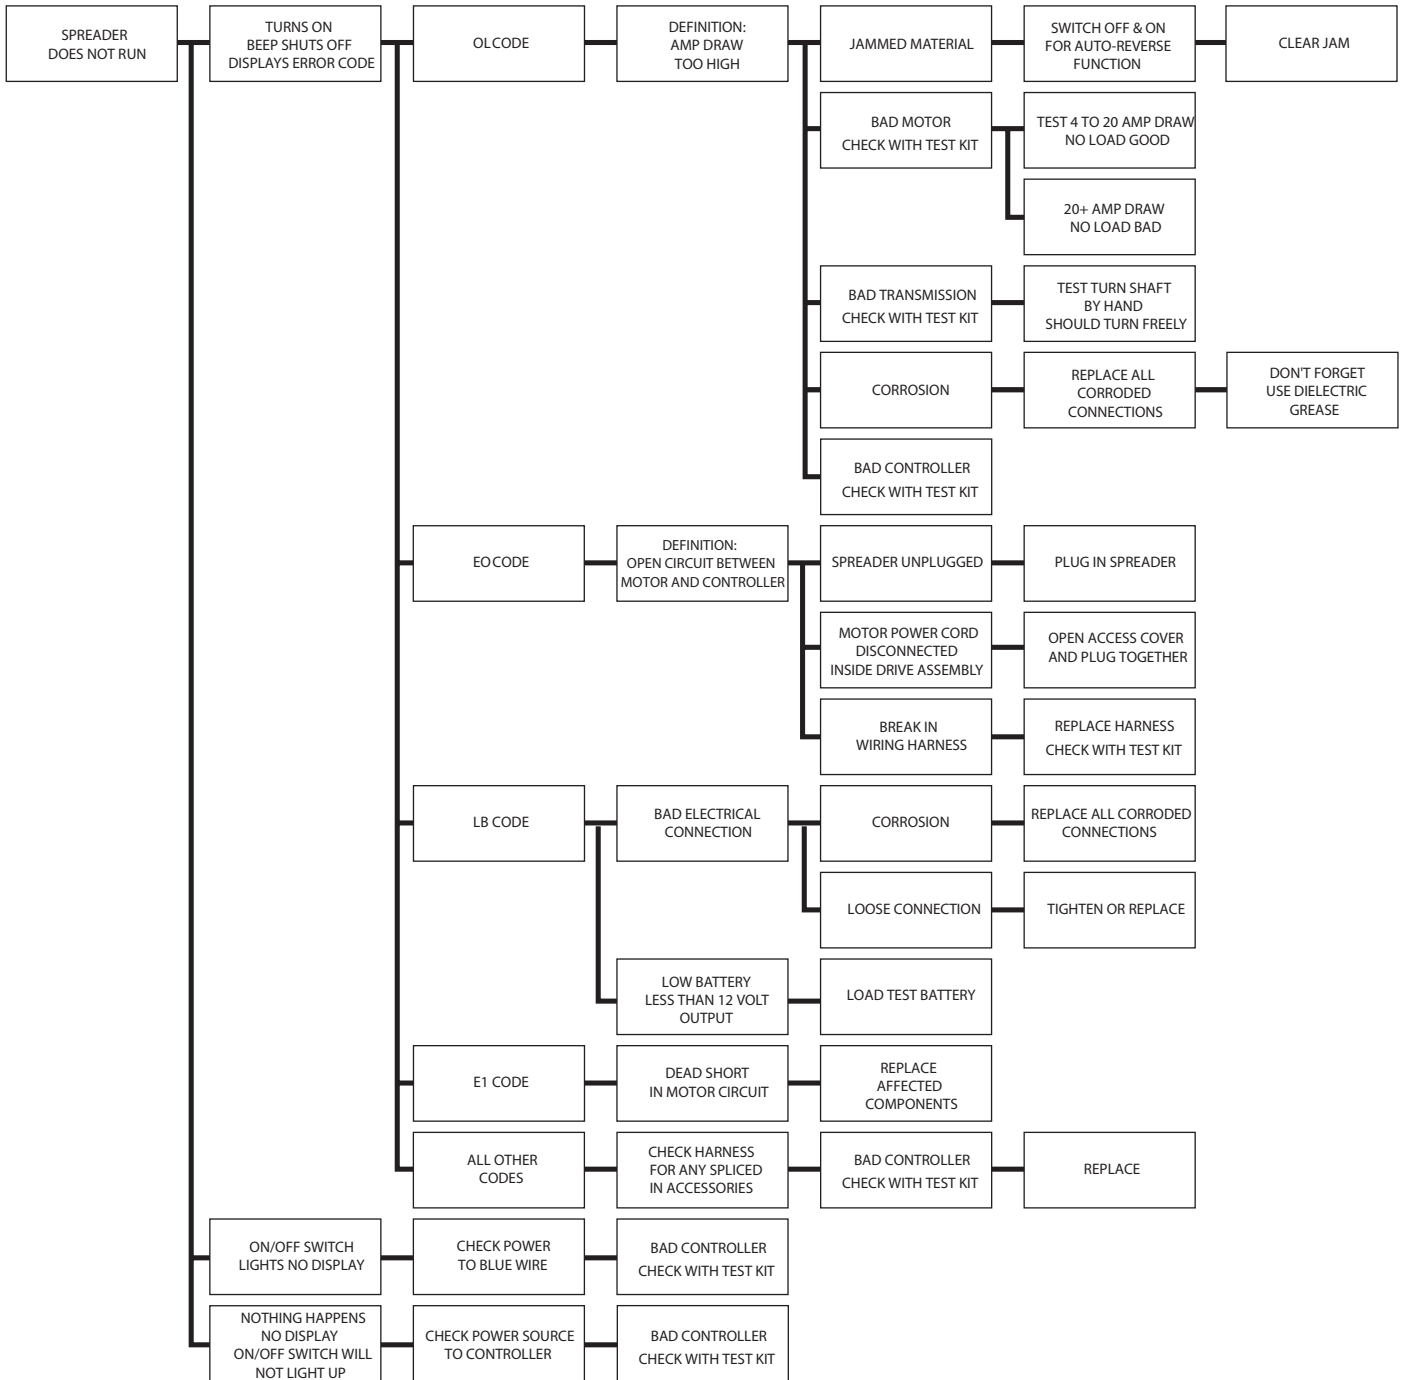 SPREADER
DOES NOT RUN
TURNS ON
BEEP SHUTS OFF
DISPLAYS ERROR CODE
OL CODE
DEFINITION:
AMP DRAW
TOO HIGH
JAMMED MATERIAL
SWITCH OFF & ON
FOR AUTO-REVERSE
FUNCTION
CLEAR JAM
BAD MOTOR
CHECK WITH TEST KIT
TEST 4 TO 20 AMP DRAW
NO LOAD GOOD
20+ AMP DRAW
NO LOAD BAD
BAD TRANSMISSION
CHECK WITH TEST KIT
TEST TURN SHAFT
BY HAND
SHOULD TURN FREELY
CORROSION
REPLACE ALL
CORRODED
CONNECTIONS
DON'T FORGET
USE DIELECTRIC
GREASE
BAD CONTROLLER
CHECK WITH TEST KIT
EO CODE
DEFINITION:
OPEN CIRCUIT BETWEEN
MOTOR AND CONTROLLER
SPREADER UNPLUGGED
PLUG IN SPREADER
MOTOR POWER CORD
DISCONNECTED
INSIDE DRIVE ASSEMBLY
OPEN ACCESS COVER
AND PLUG TOGETHER
BREAK IN
WIRING HARNESS
REPLACE HARNESS
CHECK WITH TEST KIT
LB CODE
BAD ELECTRICAL
CONNECTION
CORROSION
REPLACE ALL CORRODED
CONNECTIONS
LOOSE CONNECTION
TIGHTEN OR REPLACE
LOW BATTERY
LESS THAN 12 VOLT
OUTPUT
LOAD TEST BATTERY
E1 CODE
DEAD SHORT
IN MOTOR CIRCUIT
REPLACE
AFFECTED
COMPONENTS
ALL OTHER
CODES
CHECK HARNESS
FOR ANY SPLICED
IN ACCESSORIES
BAD CONTROLLER
CHECK WITH TEST KIT
REPLACE
ON/OFF SWITCH
LIGHTS NO DISPLAY
CHECK POWER
TO BLUE WIRE
BAD CONTROLLER
CHECK WITH TEST KIT
NOTHING HAPPENS
NO DISPLAY
ON/OFF SWITCH WILL
NOT LIGHT UP
CHECK POWER SOURCE
TO CONTROLLER
BAD CONTROLLER
CHECK WITH TEST KIT